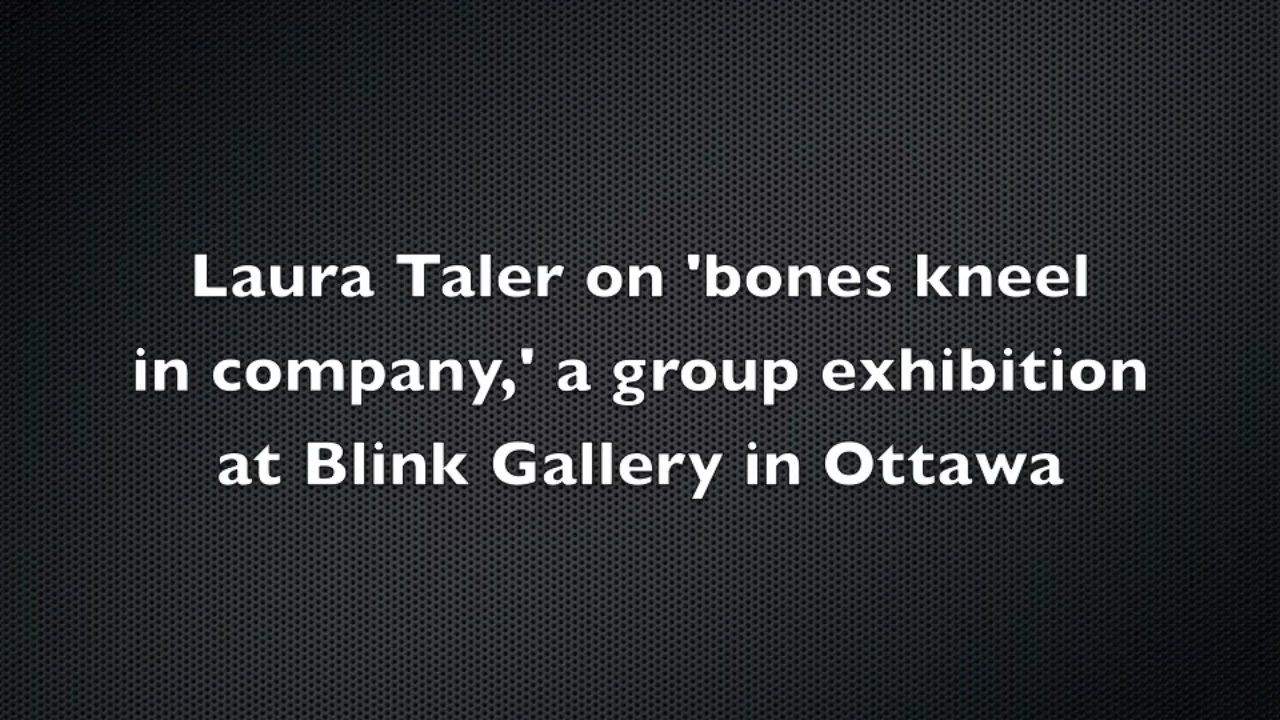 Laura Taler on 'bones kneel
in company,' a group exhibition
at Blink Gallery in Ottawa